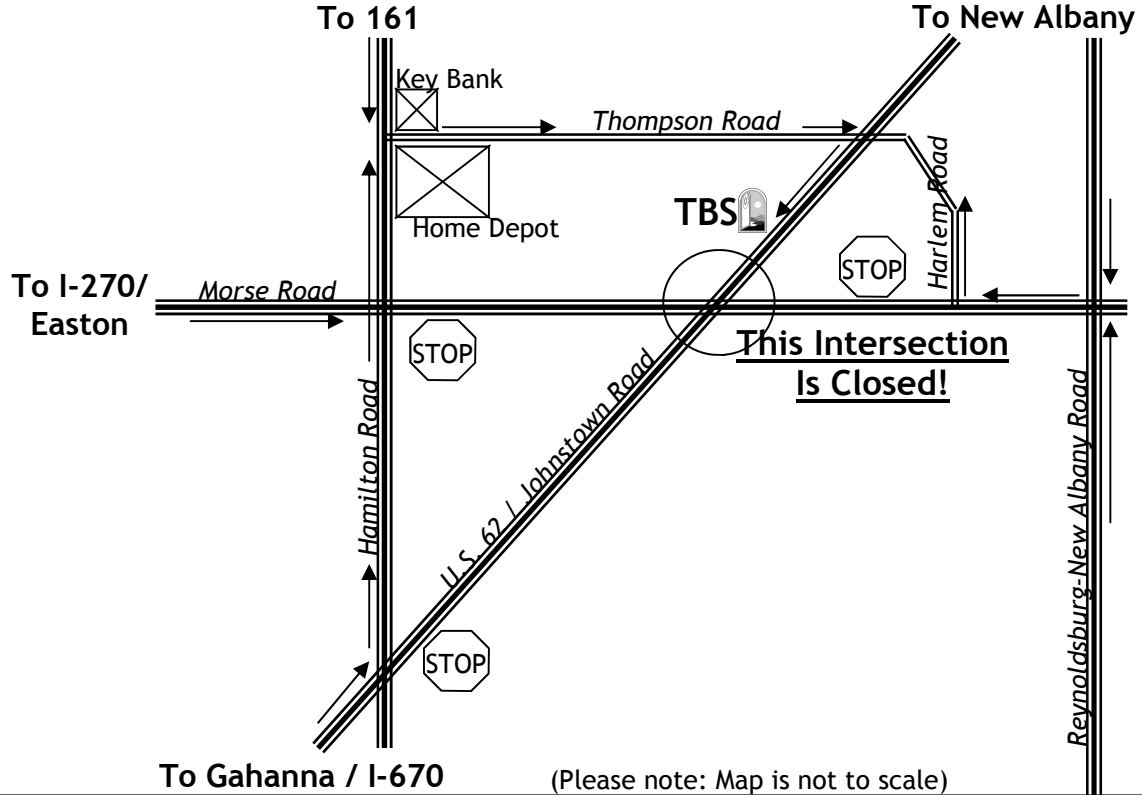 To 161
To New Albany
Key Bank
Thompson Road
Harlem Road
TBS
Home Depot
STOP
To I-270/
Easton
Morse Road
STOP
This Intersection
Is Closed!
Hamilton Road
U.S. 62 / Johnstown Road
Reynoldsburg-New Albany Road
STOP
To Gahanna / I-670
(Please note: Map is not to scale)